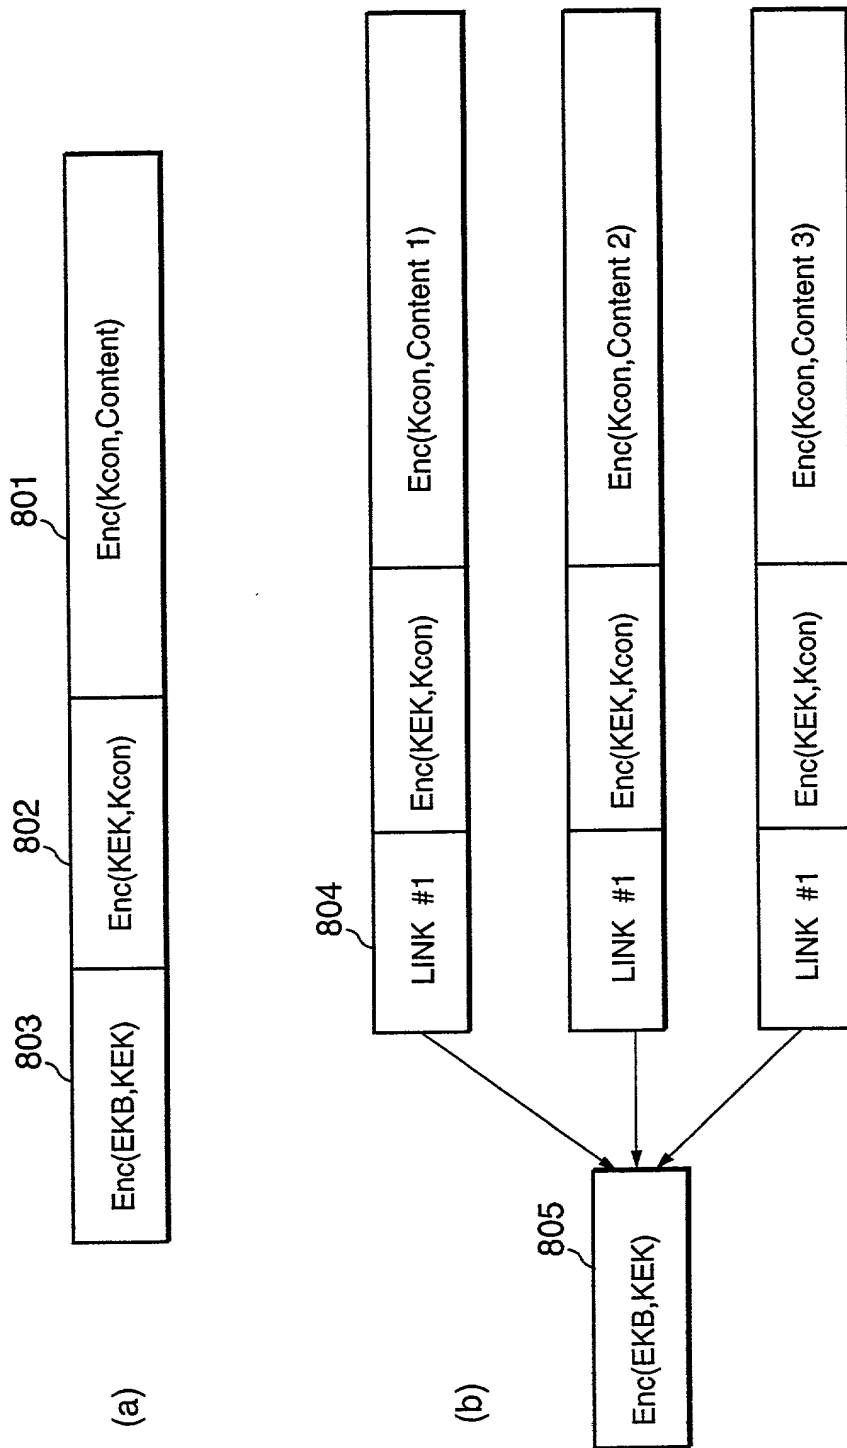 (a)
803
802
801
Enc(EKB,KEK)
Enc(KEK,Kcon)
Enc(Kcon,Content)
(b)
805
Enc(EKB,KEK)
804
LINK #1
Enc(KEK,Kcon)
Enc(Kcon,Content 1)
LINK #1
Enc(KEK,Kcon)
Enc(Kcon,Content 2)
LINK #1
Enc(KEK,Kcon)
Enc(Kcon,Content 3)